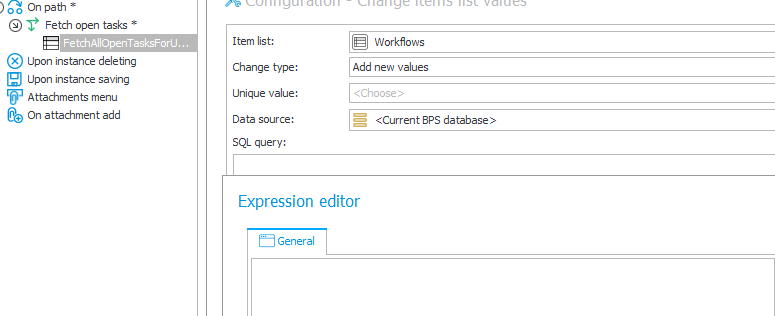 On path *
Fetch open tasks *
FetchAllOpenTasksForU...
Upon instance deleting
Upon instance saving
Attachments menu
On attachment add
Configuration - Change items list values
Item list: Workflows
Change type: Add new values
Unique value: <Choose>
Data source: <Current BPS database>
SQL query:
Expression editor
General